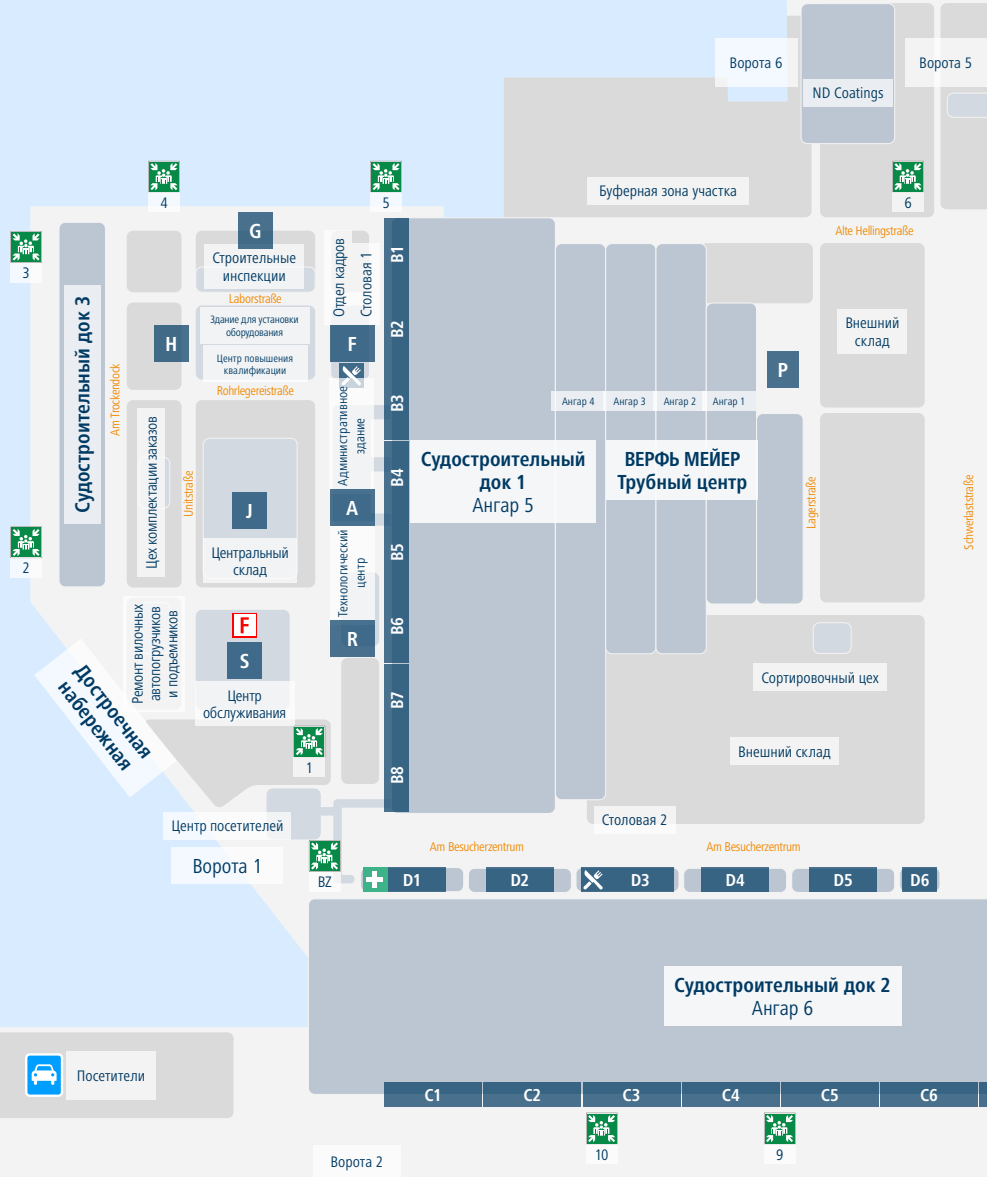 Ворота 6
Ворота 5
ND Coatings
4
5
6
Буферная зона участка
3
G
Строительные
инспекции
Alte Hellingstraße
Отдел кадров
Столовая 1
B1
Laborstraße
Здание для установки
оборудования
Центр повышения
квалификации
H
F
B2
Судостроительный док 3
Am Trockendock
Внешний
склад
P
Rohrlegereistraße
B3
Ангар 4
Ангар 3
Ангар 2
Ангар 1
Цех комплектации заказов
Unitstraße
Административное
здание
Судостроительный
док 1
Ангар 5
ВЕРФЬ МЕЙЕР
Трубный центр
B4
J
A
Центральный
склад
Lagerstraße
Schwerlaststraße
2
Технологический
центр
B5
Ремонт вилочных
автопогрузчиков
и подъемников
F
S
R
B6
Центр
обслуживания
Сортировочный цех
Достроечная
набережная
B7
1
Внешний склад
B8
Центр посетителей
Столовая 2
Ворота 1
Am Besucherzentrum
Am Besucherzentrum
BZ
D1
D2
D3
D4
D5
D6
Судостроительный док 2
Ангар 6
Посетители
C1
C2
C3
C4
C5
C6
10
9
Ворота 2